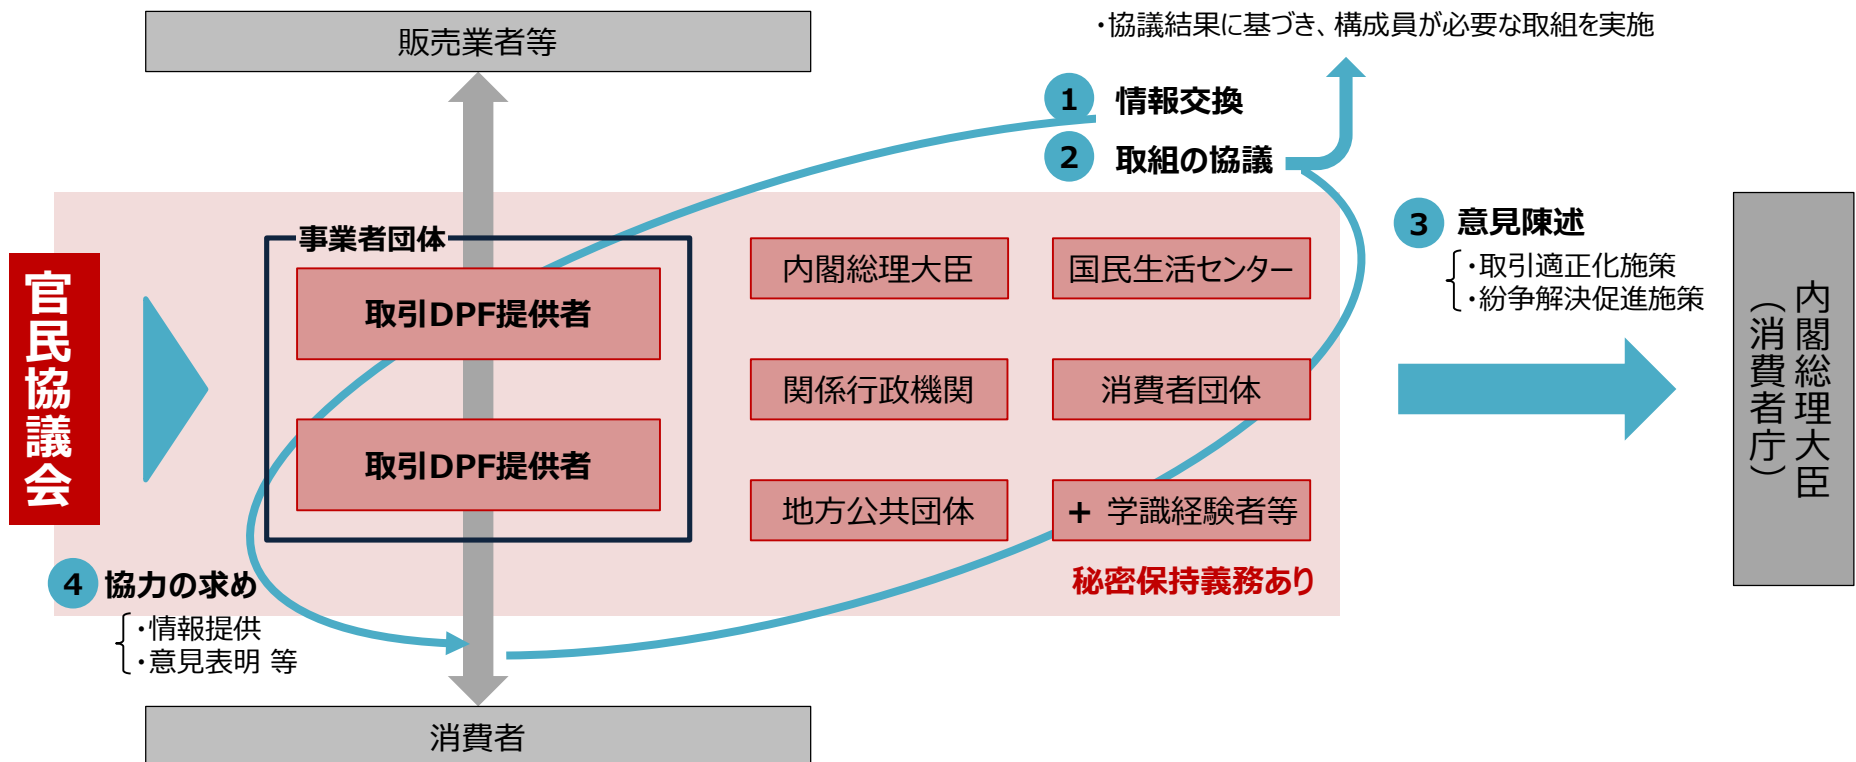 販売業者等
・協議結果に基づき、構成員が必要な取組を実施
1 情報交換
2 取組の協議
官民協議会
事業者団体
取引DPF提供者
取引DPF提供者
内閣総理大臣
国民生活センター
関係行政機関
消費者団体
地方公共団体
+ 学識経験者等
秘密保持義務あり
3 意見陳述
・取引適正化施策
・紛争解決促進施策
内閣総理大臣
（消費者庁）
4 協力の求め
・情報提供
・意見表明 等
消費者